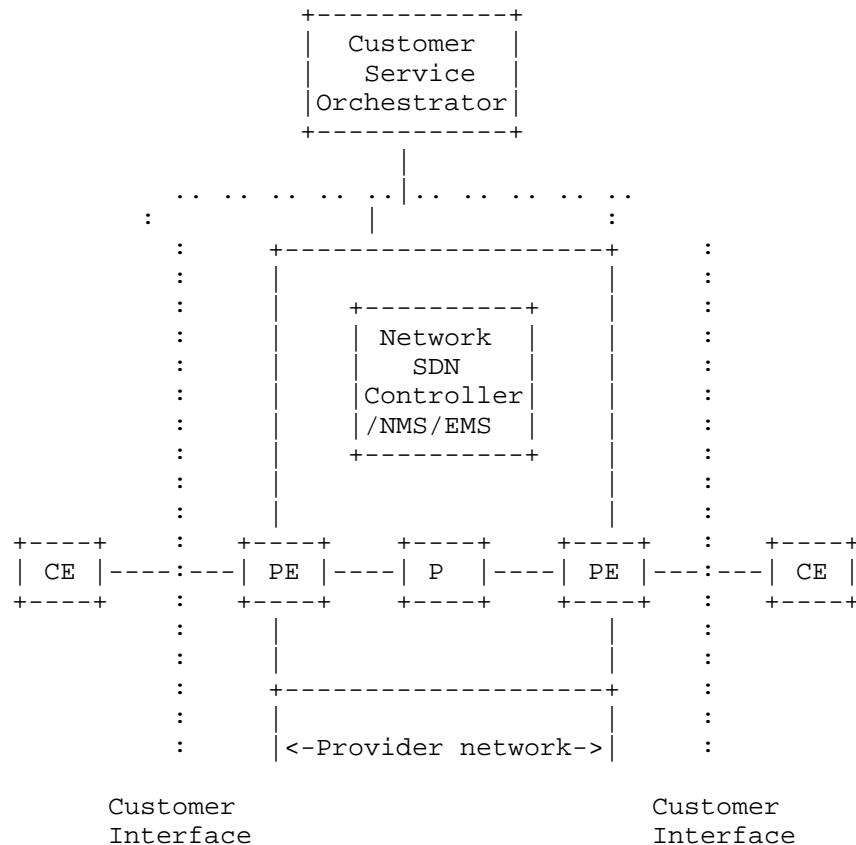 Customer
Service
Orchestrator
Network
SDN
Controller
/NMS/EMS
CE PE P PE CE
<-Provider network->
Customer Customer
Interface Interface